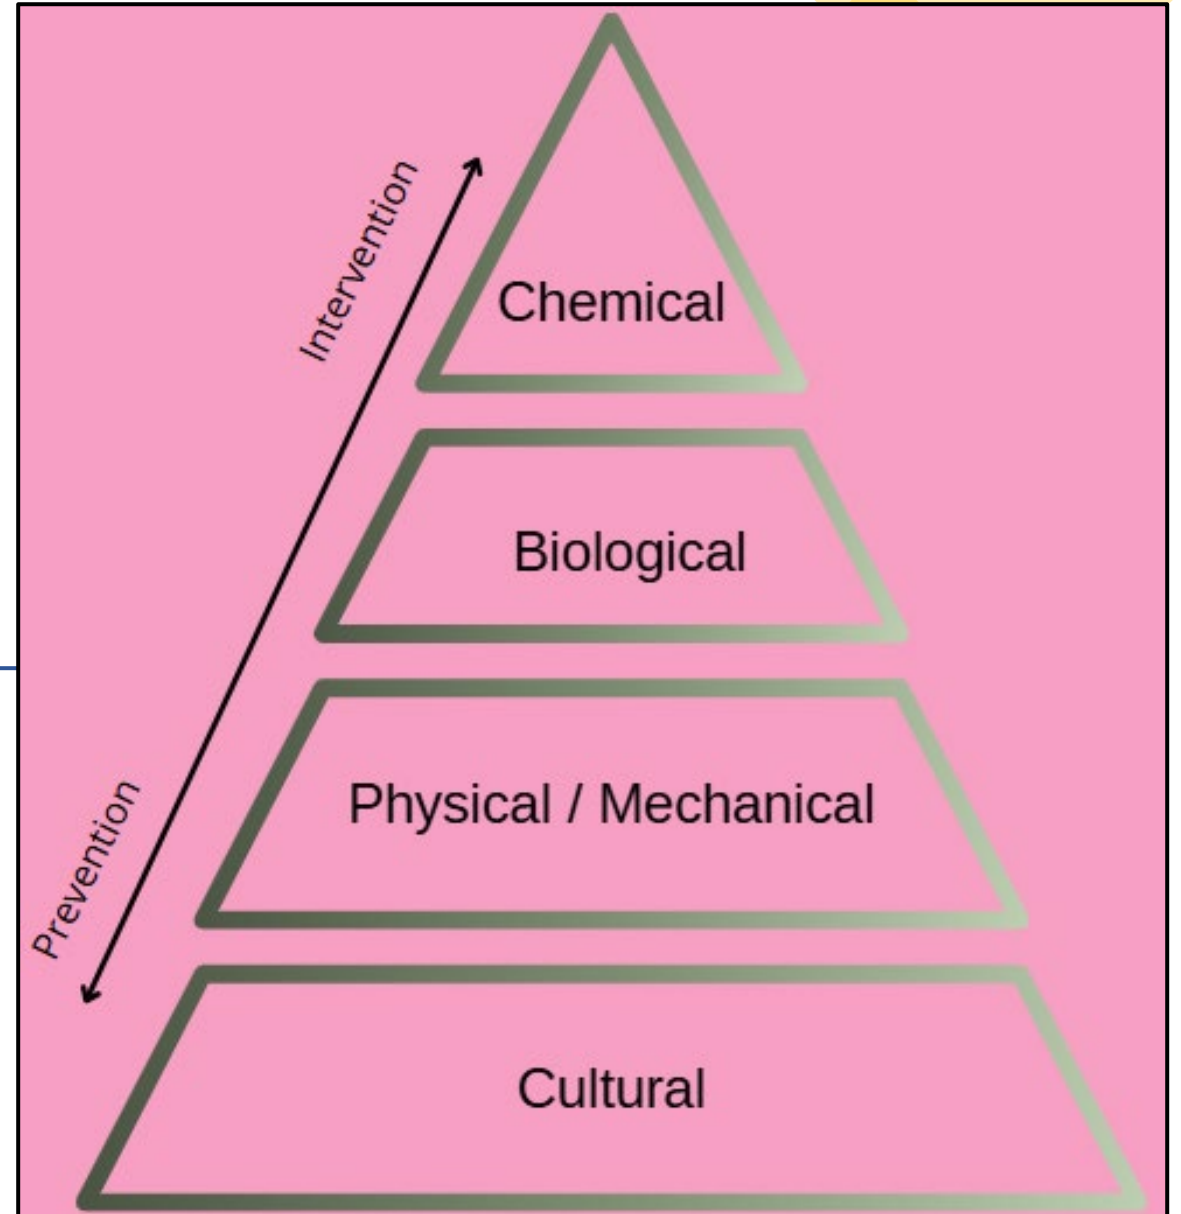 Intervention
Chemical
Biological
Physical / Mechanical
Prevention
Cultural